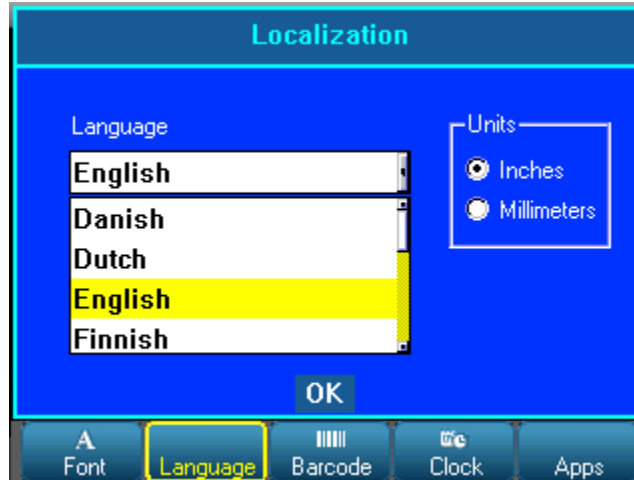 Localization
Language
English
Danish
Dutch
English
Finnish
Units
Inches
Millimeters
OK
Font
Language
Barcode
Clock
Apps